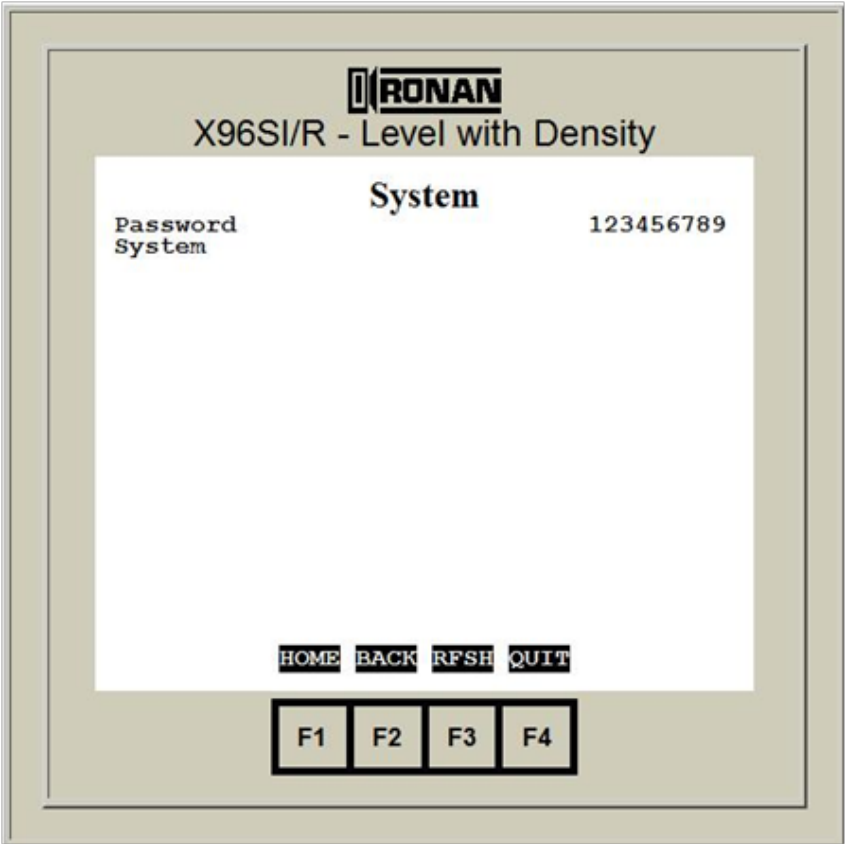 RONAN
X96SI/R - Level with Density
System
Password 123456789
System
HOME BACK RFSH QUIT
F1 F2 F3 F4